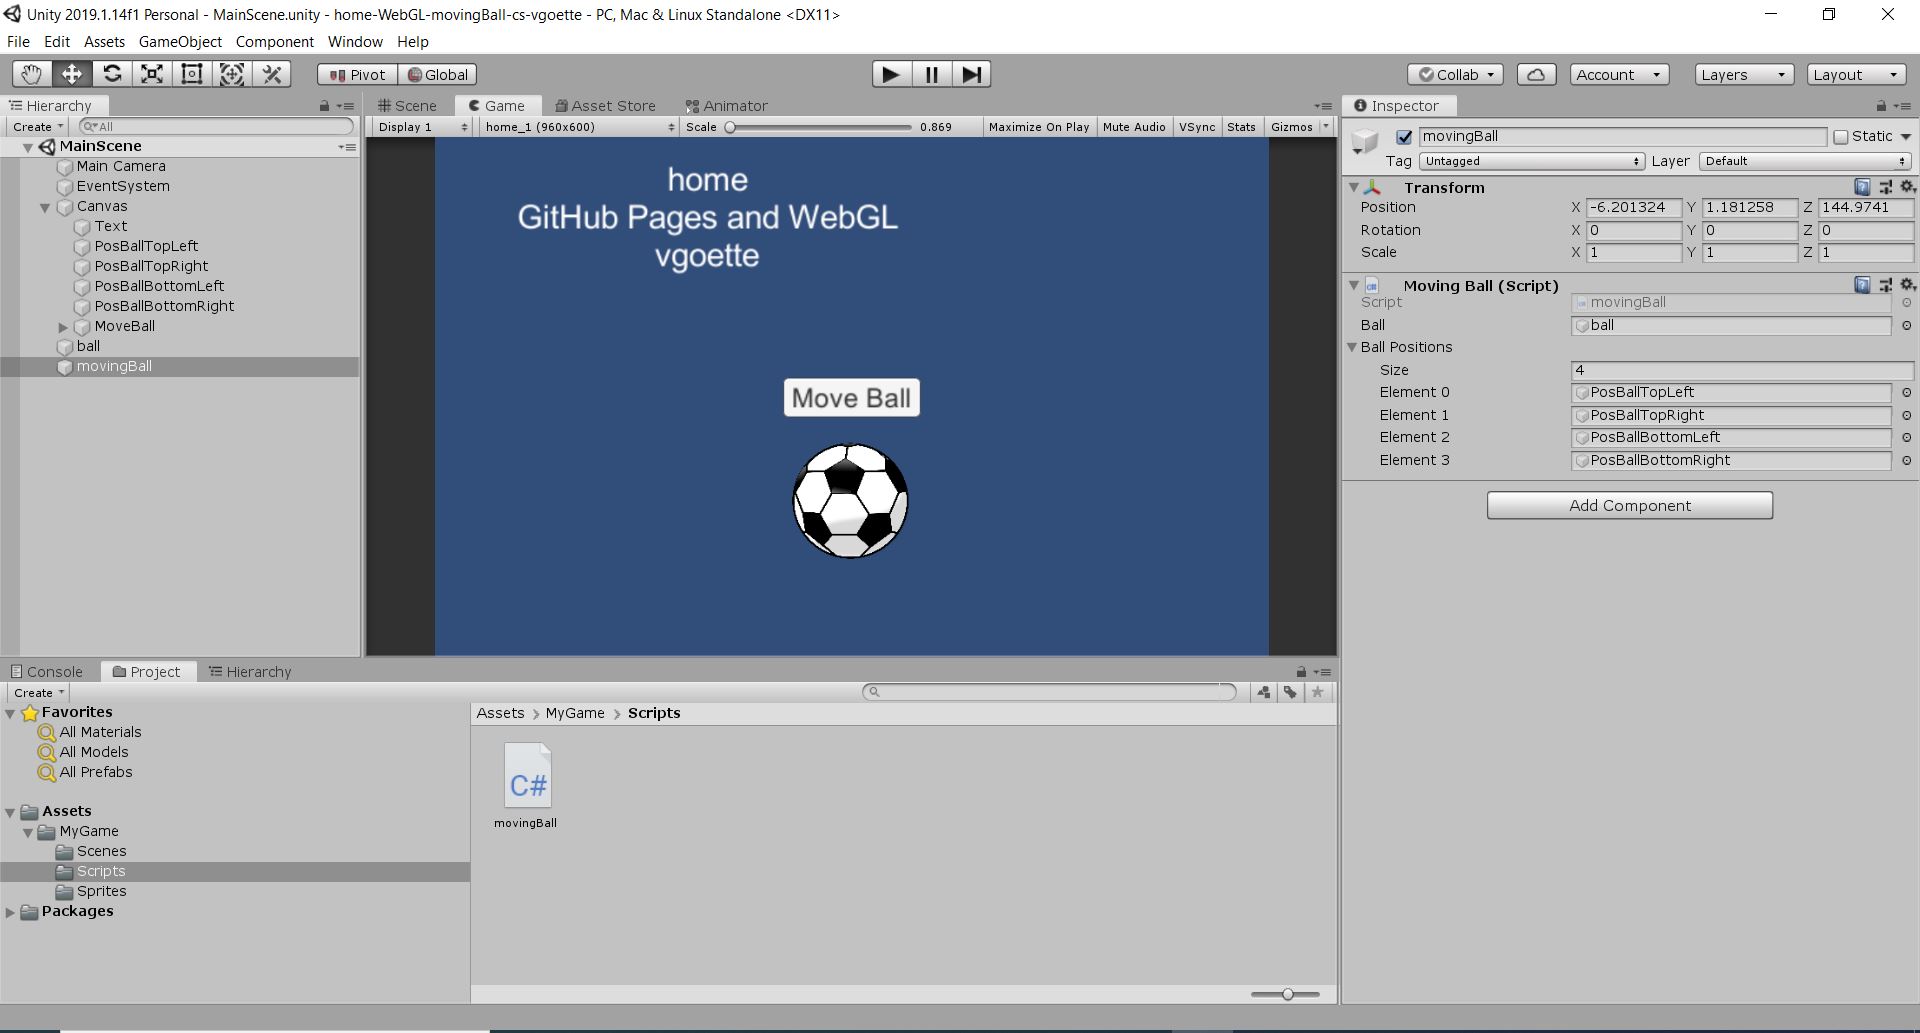 Unity 2019.1.14f1 Personal - MainScene.unity - home-WebGL-movingBall-cs-vgoette - PC, Mac & Linux Standalone <DX11>
File Edit Assets GameObject Component Window Help
Pivot Global Collab Account Layers Layout
Hierarchy
Create All
MainScene
Main Camera
EventSystem
Canvas
Text
PosBallTopLeft
PosBallTopRight
PosBallBottomLeft
PosBallBottomRight
MoveBall
ball
movingBall
Scene Game Asset Store Animator
Display 1 home_1 (960x600) Scale 0.869 Maximize On Play Mute Audio VSync Stats Gizmos
home
GitHub Pages and WebGL
vgoette
Move Ball
Inspector
movingBall Static
Tag Untagged Layer Default
Transform
Position X -6.201324 Y 1.181258 Z 144.9741
Rotation X 0 Y 0 Z 0
Scale X 1 Y 1 Z 1
Moving Ball (Script)
Script movingBall
Ball ball
Ball Positions
Size 4
Element 0 PosBallTopLeft
Element 1 PosBallTopRight
Element 2 PosBallBottomLeft
Element 3 PosBallBottomRight
Add Component
Console Project Hierarchy
Create
Favorites
All Materials
All Models
All Prefabs
Assets
MyGame
Scenes
Scripts
Sprites
Packages
Assets > MyGame > Scripts
C#
movingBall